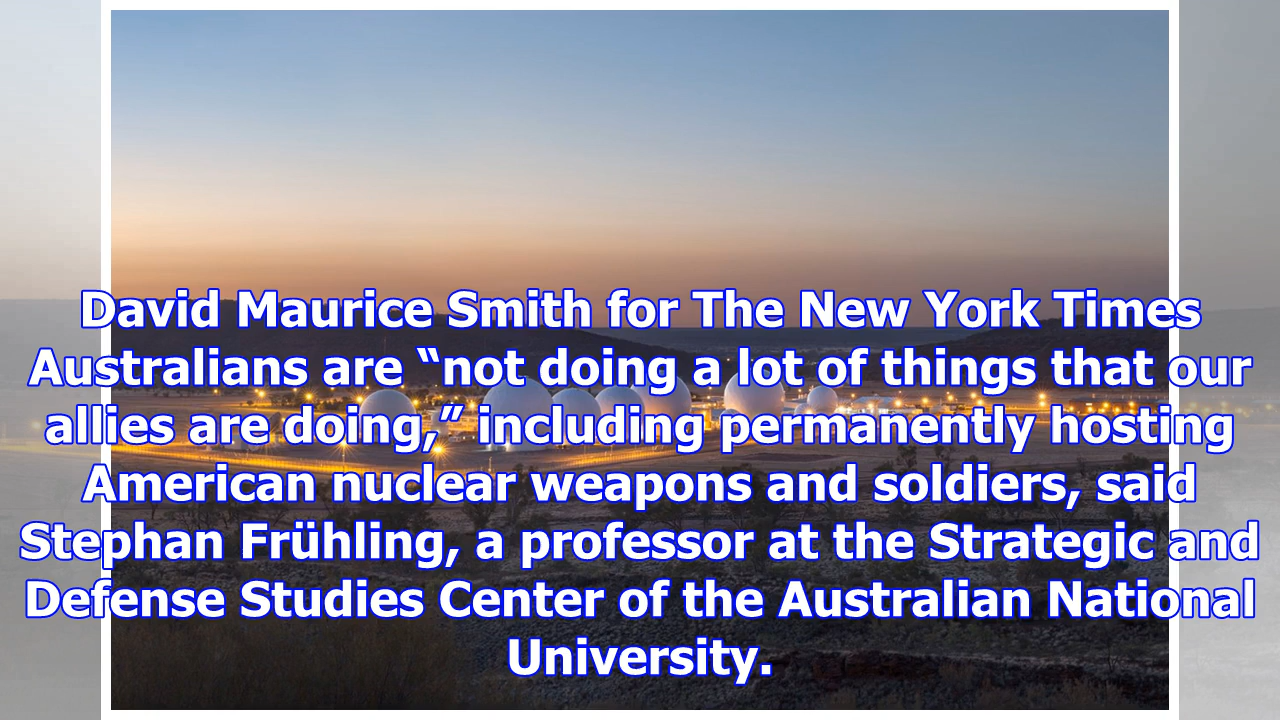 David Maurice Smith for The New York Times
Australians are “not doing a lot of things that our
allies are doing,” including permanently hosting
American nuclear weapons and soldiers, said
Stephan Frühling, a professor at the Strategic and
Defense Studies Center of the Australian National
University.